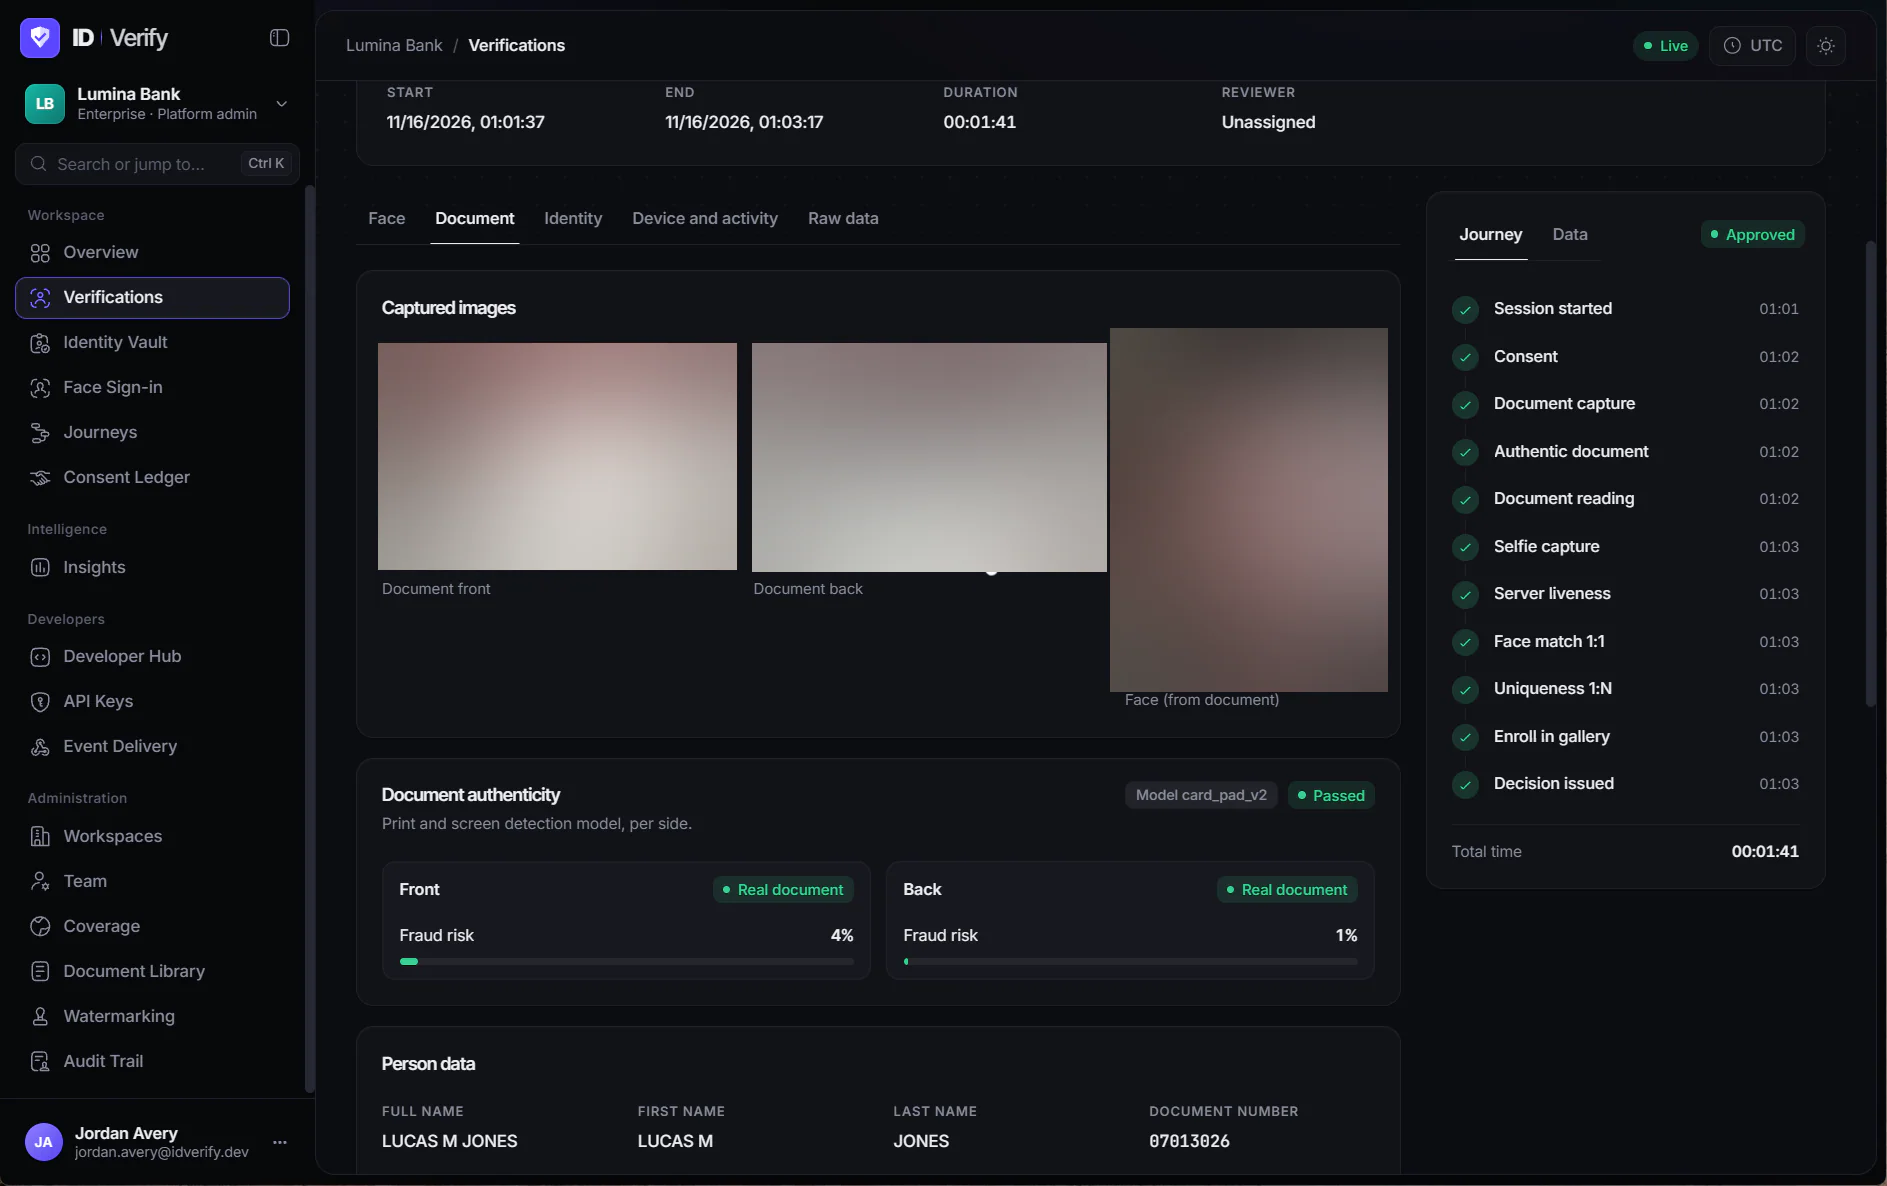 ID Verify
LB
Lumina Bank
Enterprise · Platform admin
Search or jump to...
Ctrl K
Workspace
Overview
Verifications
Identity Vault
Face Sign-in
Journeys
Consent Ledger
Intelligence
Insights
Developers
Developer Hub
API Keys
Event Delivery
Administration
Workspaces
Team
Coverage
Document Library
Watermarking
Audit Trail
JA
Jordan Avery
jordan.avery@idverify.dev
Lumina Bank / Verifications
Live
UTC
START
END
DURATION
REVIEWER
11/16/2026, 01:01:37
11/16/2026, 01:03:17
00:01:41
Unassigned
Face
Document
Identity
Device and activity
Raw data
Captured images
Document front
Document back
Face (from document)
Document authenticity
Model card_pad_v2
Passed
Print and screen detection model, per side.
Front
Real document
Fraud risk
4%
Back
Real document
Fraud risk
1%
Person data
FULL NAME
FIRST NAME
LAST NAME
DOCUMENT NUMBER
LUCAS M JONES
LUCAS M
JONES
07013026
Journey
Data
Approved
Session started 01:01
Consent 01:02
Document capture 01:02
Authentic document 01:02
Document reading 01:02
Selfie capture 01:03
Server liveness 01:03
Face match 1:1 01:03
Uniqueness 1:N 01:03
Enroll in gallery 01:03
Decision issued 01:03
Total time 00:01:41